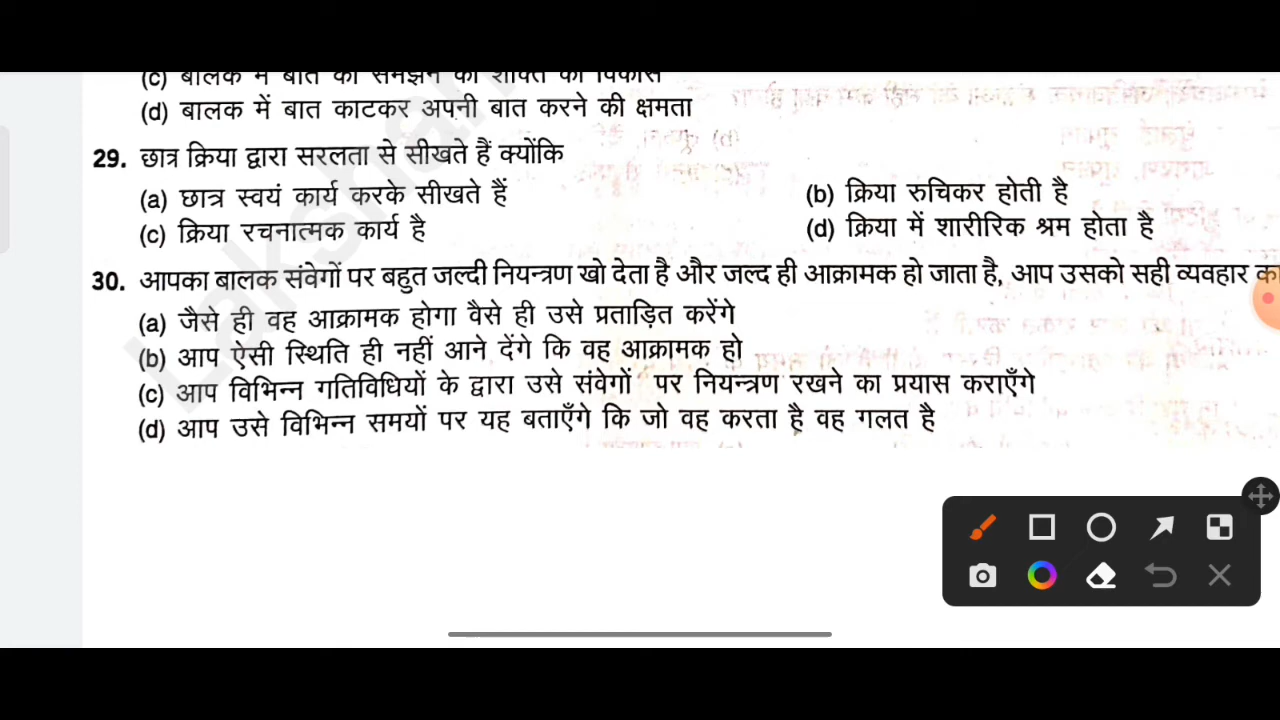 (c) बालक में बात को समझने की शक्ति का विकास
(d) बालक में बात काटकर अपनी बात करने की क्षमता
29. छात्र क्रिया द्वारा सरलता से सीखते हैं क्योंकि
(a) छात्र स्वयं कार्य करके सीखते हैं
(b) क्रिया रुचिकर होती है
(c) क्रिया रचनात्मक कार्य है
(d) क्रिया में शारीरिक श्रम होता है
30. आपका बालक संवेगों पर बहुत जल्दी नियन्त्रण खो देता है और जल्द ही आक्रामक हो जाता है, आप उसको सही व्यवहार
(a) जैसे ही वह आक्रामक होगा वैसे ही उसे प्रताड़ित करेंगे
(b) आप ऐसी स्थिति ही नहीं आने देंगे कि वह आक्रामक हो
(c) आप विभिन्न गतिविधियों के द्वारा उसे संवेगों पर नियन्त्रण रखने का प्रयास कराएँगे
(d) आप उसे विभिन्न समयों पर यह बताएँगे कि जो वह करता है वह गलत है